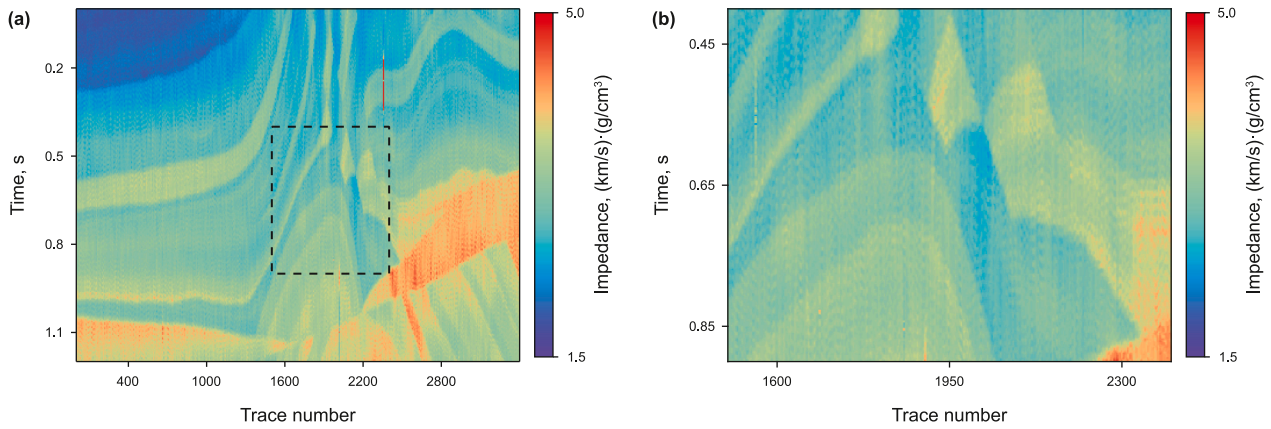 (a)
5.0
0.2
0.5
0.8
1.1
Time, s
400
1000
1600
2200
2800
Trace number
1.5
Impedance, (km/s)·(g/cm³)
(b)
5.0
0.45
0.65
0.85
Time, s
1600
1950
2300
Trace number
1.5
Impedance, (km/s)·(g/cm³)